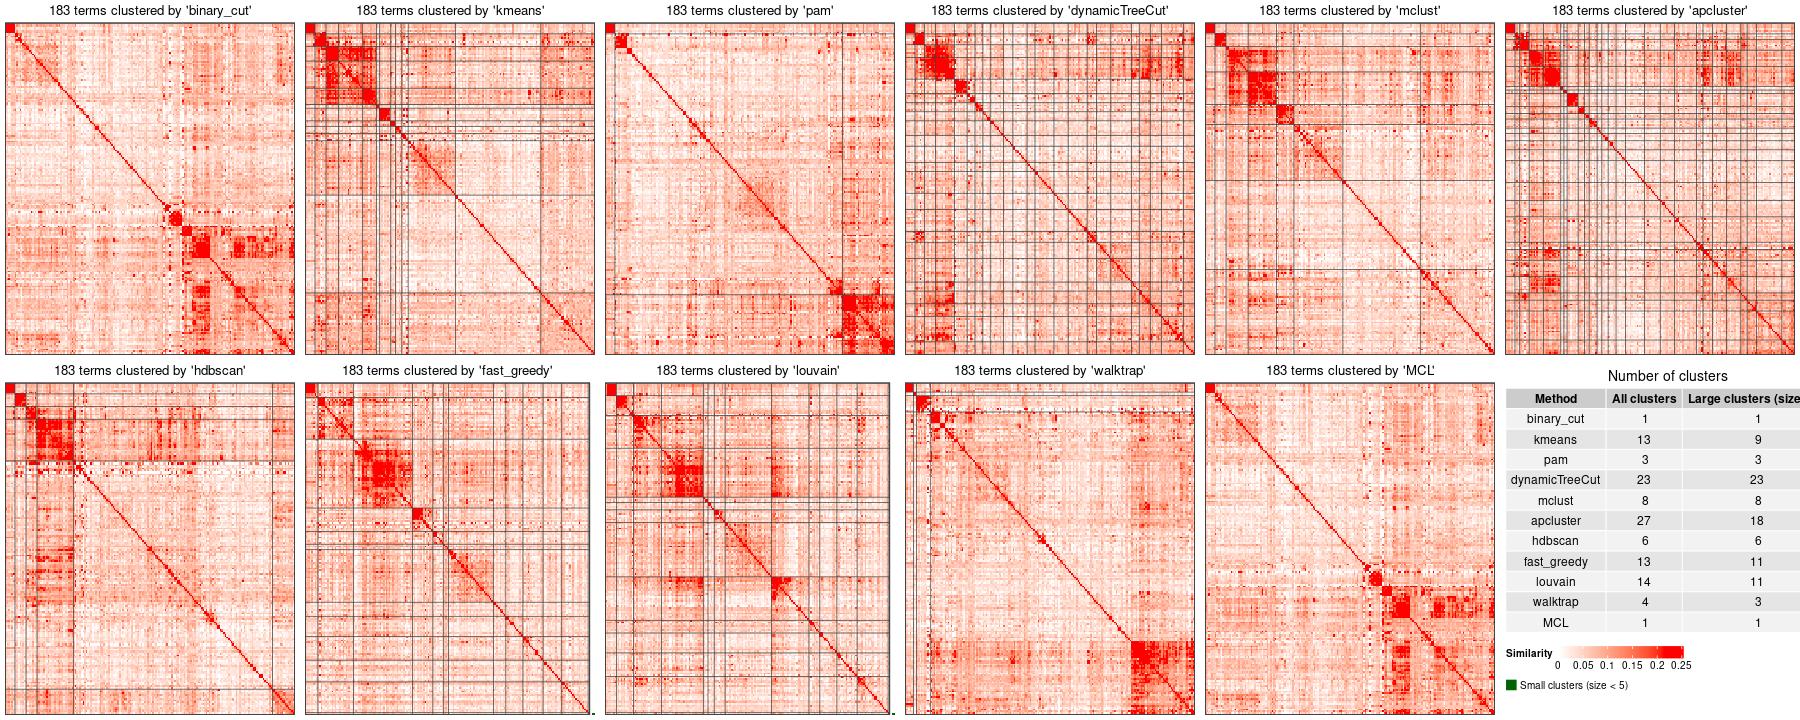 183 terms clustered by 'binary_cut'
183 terms clustered by 'kmeans'
183 terms clustered by 'pam'
183 terms clustered by 'dynamicTreeCut'
183 terms clustered by 'mclust'
183 terms clustered by 'apcluster'
183 terms clustered by 'hdbscan'
183 terms clustered by 'fast_greedy'
183 terms clustered by 'louvain'
183 terms clustered by 'walktrap'
183 terms clustered by 'MCL'
Number of clusters
Method All clusters Large clusters (size
binary_cut 1 1
kmeans 13 9
pam 3 3
dynamicTreeCut 23 23
mclust 8 8
apcluster 27 18
hdbscan 6 6
fast_greedy 13 11
louvain 14 11
walktrap 4 3
MCL 1 1
Similarity
0 0.05 0.1 0.15 0.2 0.25
Small clusters (size < 5)